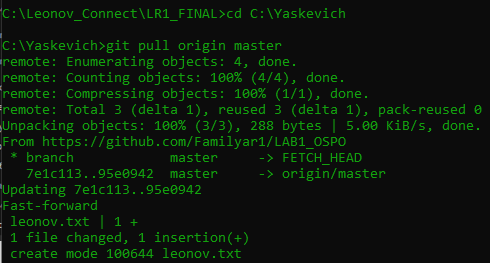 C:\Leonov_Connect\LR1_FINAL>cd C:\Yaskevich
C:\Yaskevich>git pull origin master
remote: Enumerating objects: 4, done.
remote: Counting objects: 100% (4/4), done.
remote: Compressing objects: 100% (1/1), done.
remote: Total 3 (delta 1), reused 3 (delta 1), pack-reused 0
Unpacking objects: 100% (3/3), 288 bytes | 5.00 KiB/s, done.
From https://github.com/Familyar1/LAB1_OSPO
 * branch            master     -> FETCH_HEAD
   7e1c113..95e0942  master     -> origin/master
Updating 7e1c113..95e0942
Fast-forward
 leonov.txt | 1 +
 1 file changed, 1 insertion(+)
 create mode 100644 leonov.txt